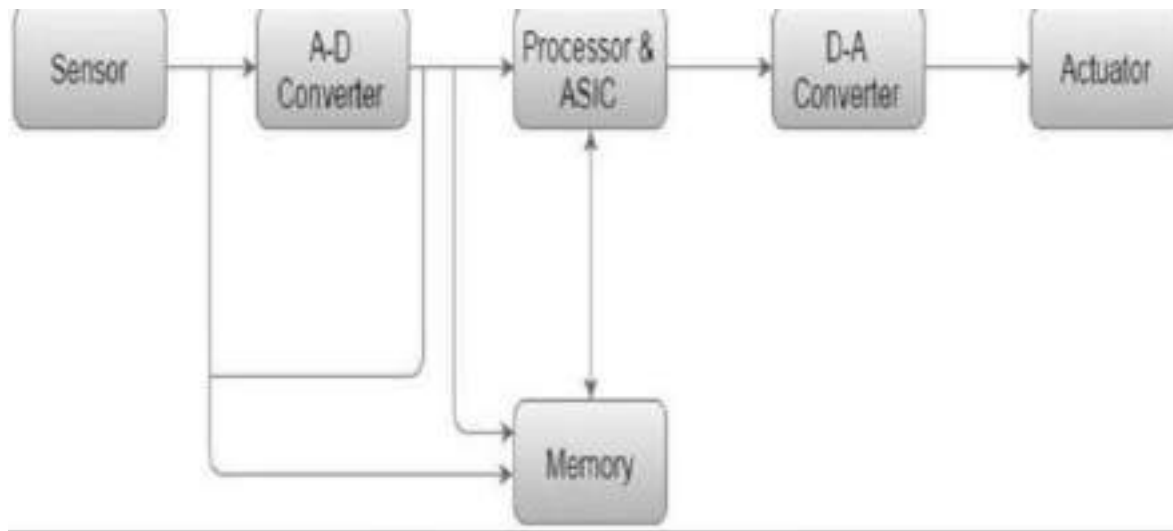 Sensor
A-D
Converter
Processor &
ASIC
D-A
Converter
Actuator
Memory